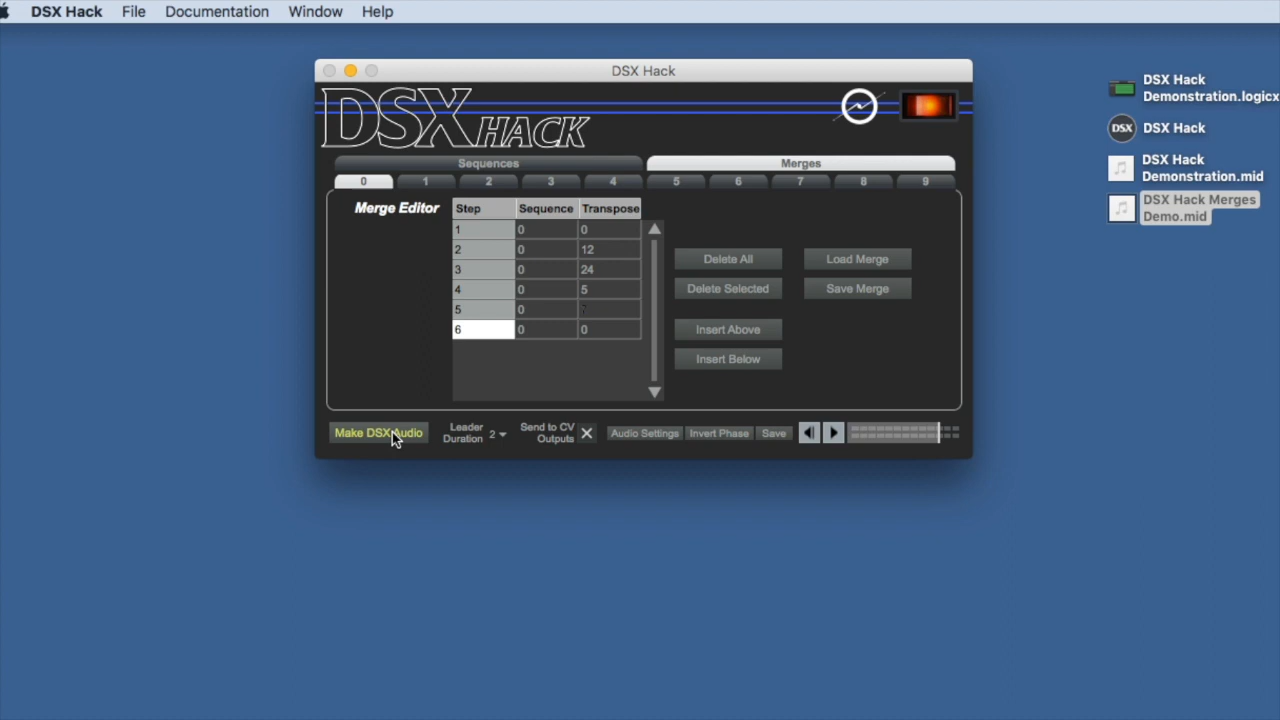 DSX Hack File Documentation Window Help
DSX Hack
DSX HACK
Sequences Merges
0 1 2 3 4 5 6 7 8 9
Merge Editor
Step Sequence Transpose
1 0 0
2 0 12
3 0 24
4 0 5
5 0 7
6 0 0
Delete All Load Merge
Delete Selected Save Merge
Insert Above
Insert Below
Make DSX Audio
Leader
Duration 2
Send to CV
Outputs
Audio Settings Invert Phase Save
DSX Hack
Demonstration.logicx
DSX DSX Hack
DSX Hack
Demonstration.mid
DSX Hack Merges
Demo.mid